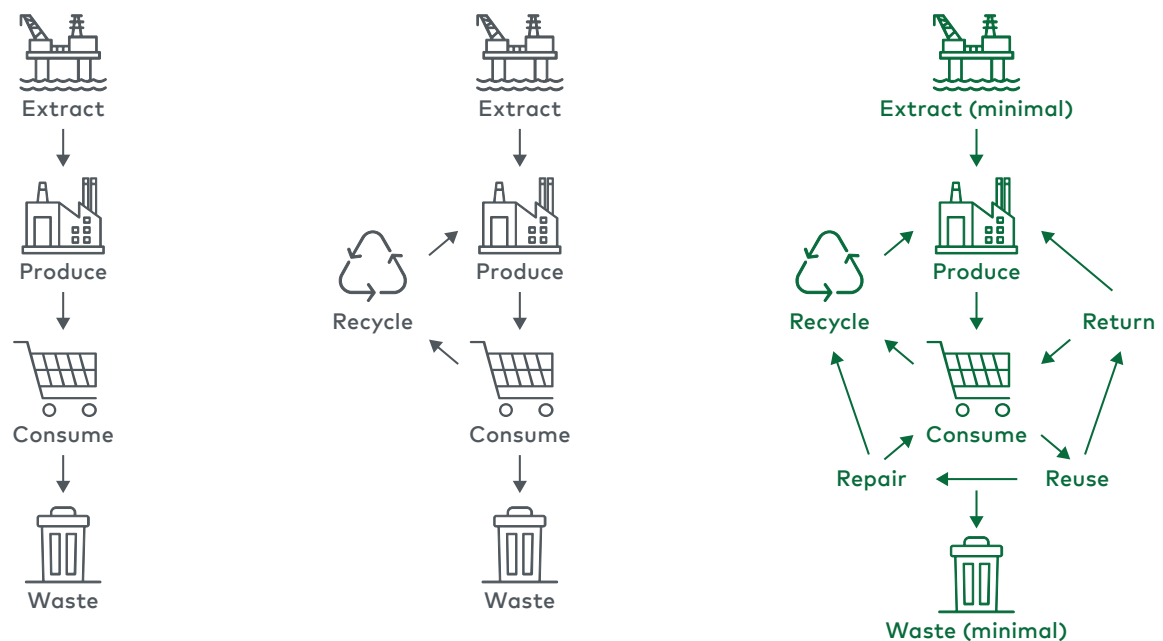 Extract
Produce
Consume
Waste
Extract
Produce
Recycle
Consume
Waste
Extract (minimal)
Produce
Recycle
Return
Consume
Repair
Reuse
Waste (minimal)